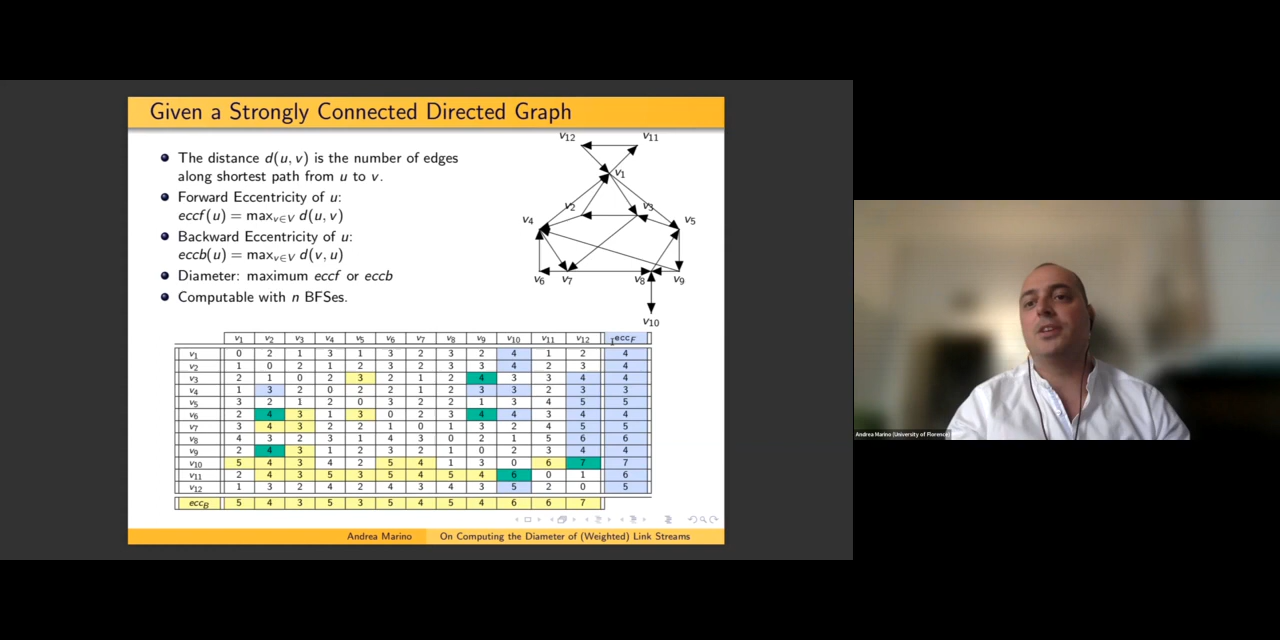 Given a Strongly Connected Directed Graph
The distance d(u, v) is the number of edges
along shortest path from u to v.
Forward Eccentricity of u:
eccf(u) = max_{v∈V} d(u, v)
Backward Eccentricity of u:
eccb(u) = max_{v∈V} d(v, u)
Diameter: maximum eccf or eccb
Computable with n BFSes.
v12 v11
v1
v2 v3
v4 v5
v6 v7 v8 v9
v10
v1 v2 v3 v4 v5 v6 v7 v8 v9 v10 v11 v12 ecc_F
v1 0 2 1 3 1 3 2 3 2 4 1 2 4
v2 1 0 2 1 2 3 2 3 3 4 2 3 4
v3 2 1 0 2 3 2 1 2 4 3 3 4 4
v4 1 3 2 0 2 2 1 2 3 3 2 3 3
v5 3 2 1 2 0 3 2 2 1 3 4 5 5
v6 2 4 3 1 3 0 2 3 4 4 3 4 4
v7 3 4 3 2 2 1 0 1 3 2 4 5 5
v8 4 3 2 3 1 4 3 0 2 1 5 6 6
v9 2 4 3 1 2 3 2 1 0 2 3 4 4
v10 5 4 3 4 2 5 4 1 3 0 6 7 7
v11 2 4 3 5 3 5 4 5 4 6 0 1 6
v12 1 3 2 4 2 4 3 4 3 5 2 0 5
ecc_B 5 4 3 5 3 5 4 5 4 6 6 7
Andrea Marino On Computing the Diameter of (Weighted) Link Streams
Andrea Marino (University of Florence)